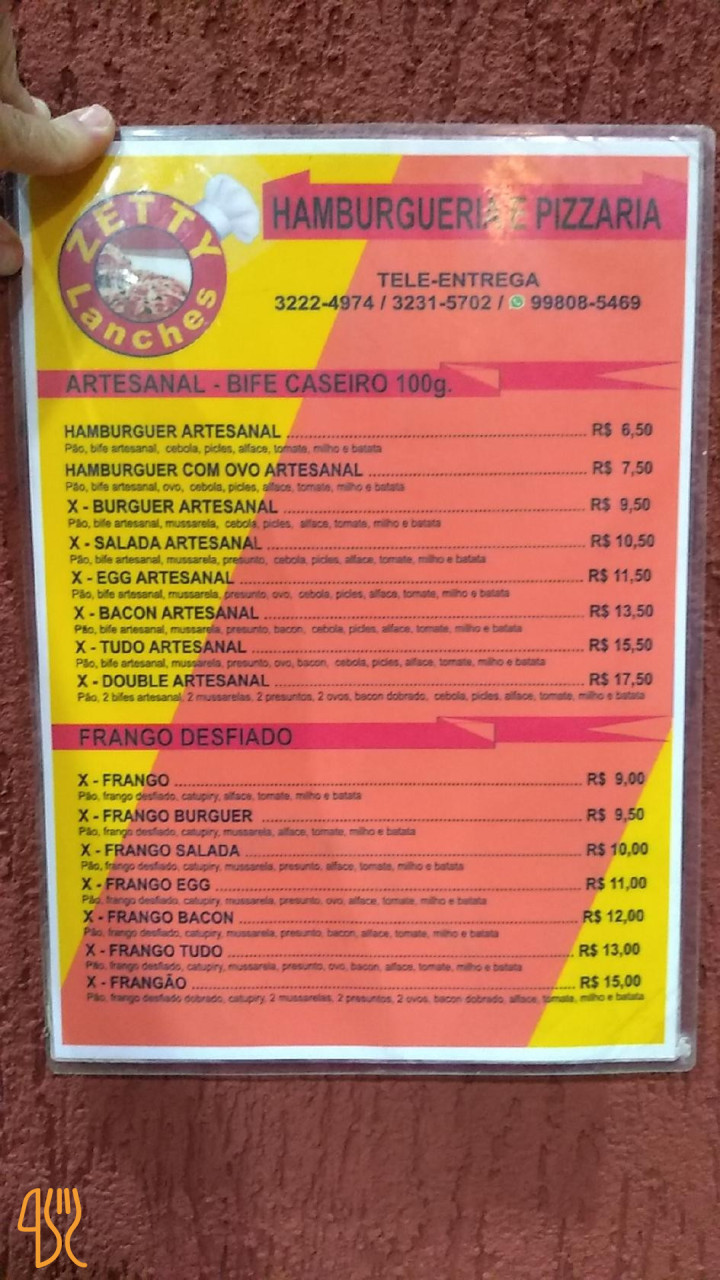 ZETTY
Lanches
HAMBURGUERIA E PIZZARIA
TELE-ENTREGA
3222-4974 / 3231-5702 / 99808-5469
ARTESANAL - BIFE CASEIRO 100g.
HAMBURGUER ARTESANAL R$ 6,50
Pão, bife artesanal, cebola, picles, alface, tomate, milho e batata
HAMBURGUER COM OVO ARTESANAL R$ 7,50
Pão, bife artesanal, ovo, cebola, picles, alface, tomate, milho e batata
X - BURGUER ARTESANAL R$ 9,50
Pão, bife artesanal, mussarela, cebola, picles, alface, tomate, milho e batata
X - SALADA ARTESANAL R$ 10,50
Pão, bife artesanal, mussarela, presunto, cebola, picles, alface, tomate, milho e batata
X - EGG ARTESANAL R$ 11,50
Pão, bife artesanal, mussarela, presunto, ovo, cebola, picles, alface, tomate, milho e batata
X - BACON ARTESANAL R$ 13,50
Pão, bife artesanal, mussarela, presunto, bacon, cebola, picles, alface, tomate, milho e batata
X - TUDO ARTESANAL R$ 15,50
Pão, bife artesanal, mussarela, presunto, ovo, bacon, cebola, picles, alface, tomate, milho e batata
X - DOUBLE ARTESANAL R$ 17,50
Pão, 2 bifes artesanal, 2 mussarelas, 2 presuntos, 2 ovos, bacon dobrado, cebola, picles, alface, tomate, milho e batata
FRANGO DESFIADO
X - FRANGO R$ 9,00
Pão, frango desfiado, catupiry, alface, tomate, milho e batata
X - FRANGO BURGUER R$ 9,50
Pão, frango desfiado, catupiry, mussarela, alface, tomate, milho e batata
X - FRANGO SALADA R$ 10,00
Pão, frango desfiado, catupiry, mussarela, presunto, alface, tomate, milho e batata
X - FRANGO EGG R$ 11,00
Pão, frango desfiado, catupiry, mussarela, presunto, ovo, alface, tomate, milho e batata
X - FRANGO BACON R$ 12,00
Pão, frango desfiado, catupiry, mussarela, presunto, bacon, alface, tomate, milho e batata
X - FRANGO TUDO R$ 13,00
Pão, frango desfiado, catupiry, mussarela, presunto, ovo, bacon, alface, tomate, milho e batata
X - FRANGÃO R$ 15,00
Pão, frango desfiado dobrado, catupiry, 2 mussarelas, 2 presuntos, 2 ovos, bacon dobrado, alface, tomate, milho e batata